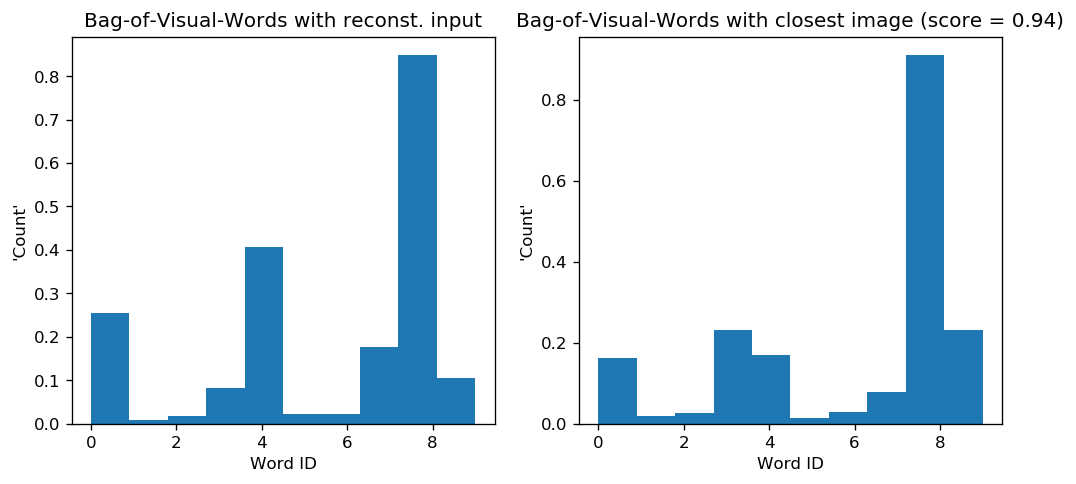 Bag-of-Visual-Words with reconst. input
0.8
0.7
0.6
0.5
0.4
0.3
0.2
0.1
0.0
'Count'
0 2 4 6 8
Word ID
Bag-of-Visual-Words with closest image (score = 0.94)
0.8
0.6
0.4
0.2
0.0
'Count'
0 2 4 6 8
Word ID